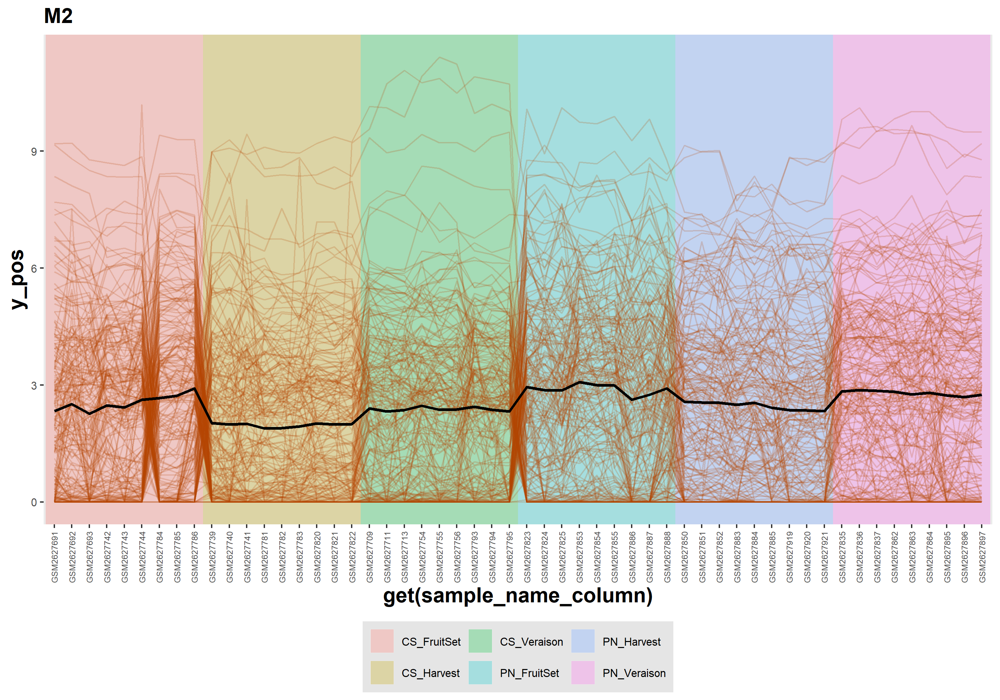 M2
y_pos
9
6
3
0
GSM2627691
GSM2627692
GSM2627693
GSM2627742
GSM2627743
GSM2627744
GSM2627784
GSM2627785
GSM2627786
GSM2627739
GSM2627740
GSM2627741
GSM2627781
GSM2627782
GSM2627783
GSM2627820
GSM2627821
GSM2627822
GSM2627709
GSM2627711
GSM2627713
GSM2627754
GSM2627755
GSM2627756
GSM2627793
GSM2627794
GSM2627795
GSM2627823
GSM2627824
GSM2627825
GSM2627853
GSM2627854
GSM2627855
GSM2627886
GSM2627887
GSM2627888
GSM2627850
GSM2627851
GSM2627852
GSM2627883
GSM2627884
GSM2627885
GSM2627919
GSM2627920
GSM2627921
GSM2627835
GSM2627836
GSM2627837
GSM2627862
GSM2627863
GSM2627864
GSM2627895
GSM2627896
GSM2627897
get(sample_name_column)
CS_FruitSet CS_Veraison PN_Harvest
CS_Harvest PN_FruitSet PN_Veraison